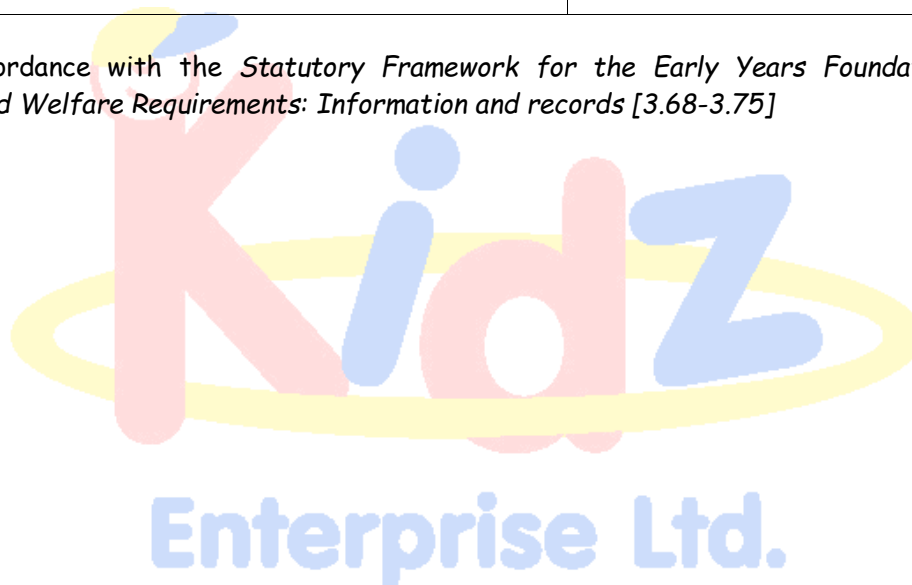 ordance with the Statutory Framework for the Early Years Founda
d Welfare Requirements: Information and records [3.68-3.75]
Kidz
Enterprise Ltd.